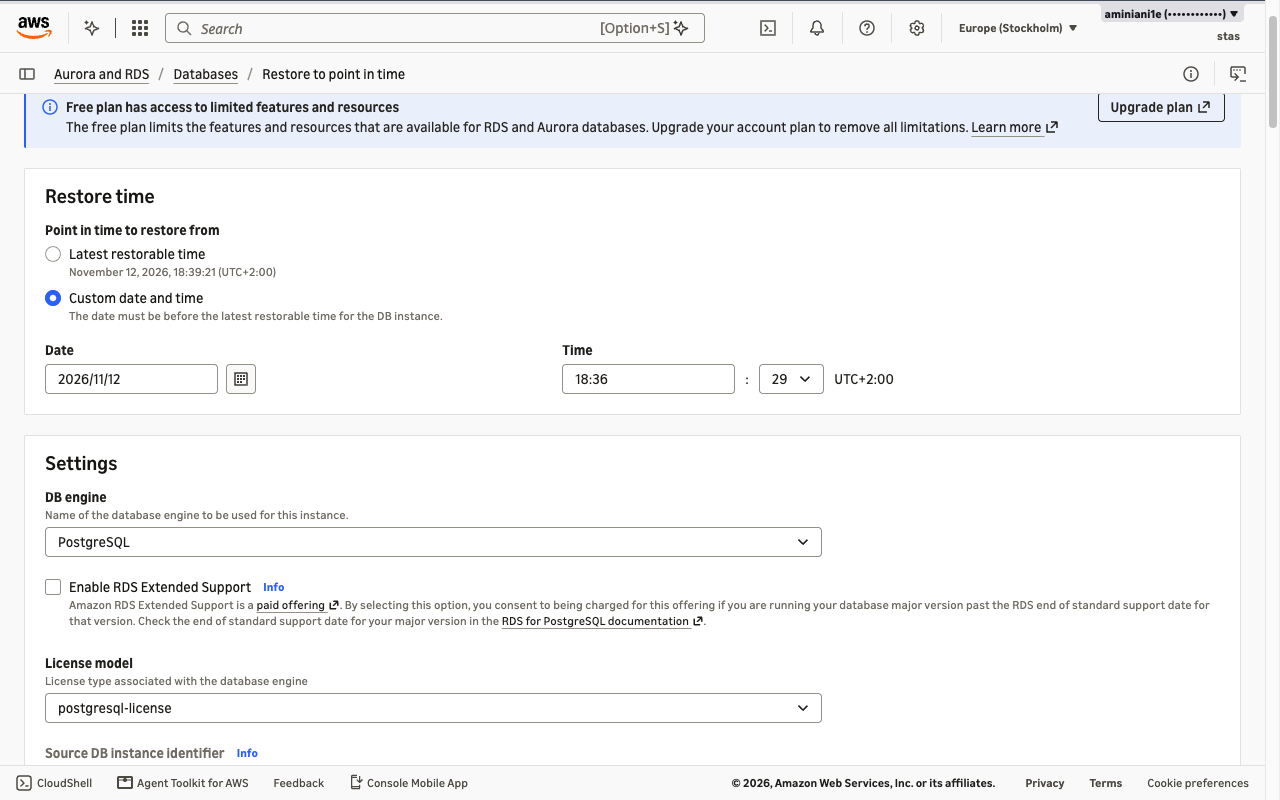 aws
Search
[Option+S]
Europe (Stockholm)
aminiani1e (••••••••••••)
stas
Aurora and RDS / Databases / Restore to point in time
Free plan has access to limited features and resources
The free plan limits the features and resources that are available for RDS and Aurora databases. Upgrade your account plan to remove all limitations. Learn more
Upgrade plan
Restore time
Point in time to restore from
Latest restorable time
November 12, 2026, 18:39:21 (UTC+2:00)
Custom date and time
The date must be before the latest restorable time for the DB instance.
Date
Time
2026/11/12
18:36 : 29 UTC+2:00
Settings
DB engine
Name of the database engine to be used for this instance.
PostgreSQL
Enable RDS Extended Support Info
Amazon RDS Extended Support is a paid offering. By selecting this option, you consent to being charged for this offering if you are running your database major version past the RDS end of standard support date for
that version. Check the end of standard support date for your major version in the RDS for PostgreSQL documentation.
License model
License type associated with the database engine
postgresql-license
Source DB instance identifier Info
CloudShell
Agent Toolkit for AWS
Feedback
Console Mobile App
© 2026, Amazon Web Services, Inc. or its affiliates.
Privacy
Terms
Cookie preferences